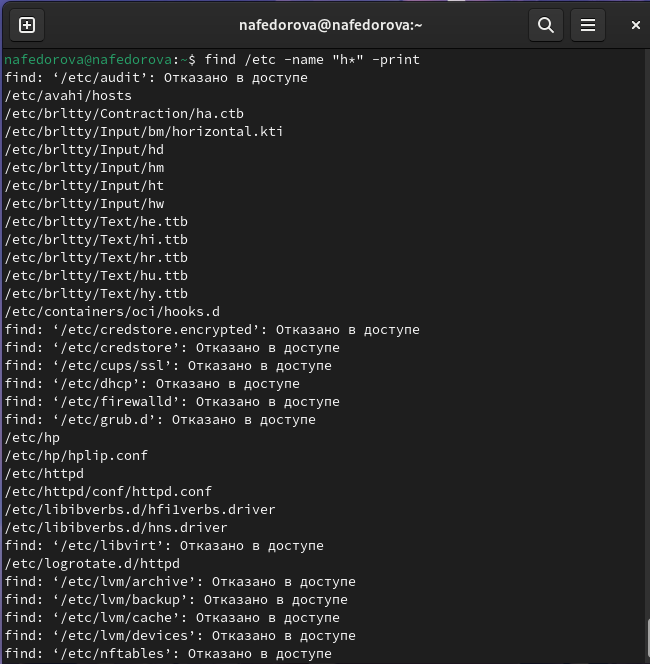 nafedorova@nafedorova:~
nafedorova@nafedorova:~$ find /etc -name "h*" -print
find: ‘/etc/audit’: Отказано в доступе
/etc/avahi/hosts
/etc/brltty/Contraction/ha.ctb
/etc/brltty/Input/bm/horizontal.kti
/etc/brltty/Input/hd
/etc/brltty/Input/hm
/etc/brltty/Input/ht
/etc/brltty/Input/hw
/etc/brltty/Text/he.ttb
/etc/brltty/Text/hi.ttb
/etc/brltty/Text/hr.ttb
/etc/brltty/Text/hu.ttb
/etc/brltty/Text/hy.ttb
/etc/containers/oci/hooks.d
find: ‘/etc/credstore.encrypted’: Отказано в доступе
find: ‘/etc/credstore’: Отказано в доступе
find: ‘/etc/cups/ssl’: Отказано в доступе
find: ‘/etc/dhcp’: Отказано в доступе
find: ‘/etc/firewalld’: Отказано в доступе
find: ‘/etc/grub.d’: Отказано в доступе
/etc/hp
/etc/hp/hplip.conf
/etc/httpd
/etc/httpd/conf/httpd.conf
/etc/libibverbs.d/hfi1verbs.driver
/etc/libibverbs.d/hns.driver
find: ‘/etc/libvirt’: Отказано в доступе
/etc/logrotate.d/httpd
find: ‘/etc/lvm/archive’: Отказано в доступе
find: ‘/etc/lvm/backup’: Отказано в доступе
find: ‘/etc/lvm/cache’: Отказано в доступе
find: ‘/etc/lvm/devices’: Отказано в доступе
find: ‘/etc/nftables’: Отказано в доступе